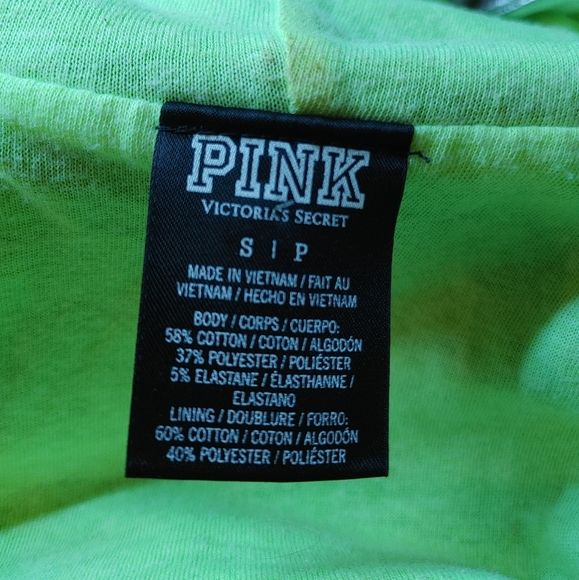 PINK
VICTORIA'S SECRET
S | P
MADE IN VIETNAM / FAIT AU
VIETNAM / HECHO EN VIETNAM
BODY / CORPS / CUERPO:
58% COTTON / COTON / ALGODÓN
37% POLYESTER / POLIÉSTER
5% ELASTANE / ÉLASTHANNE /
ELASTANO
LINING / DOUBLURE / FORRO:
60% COTTON / COTON / ALGODÓN
40% POLYESTER / POLIÉSTER